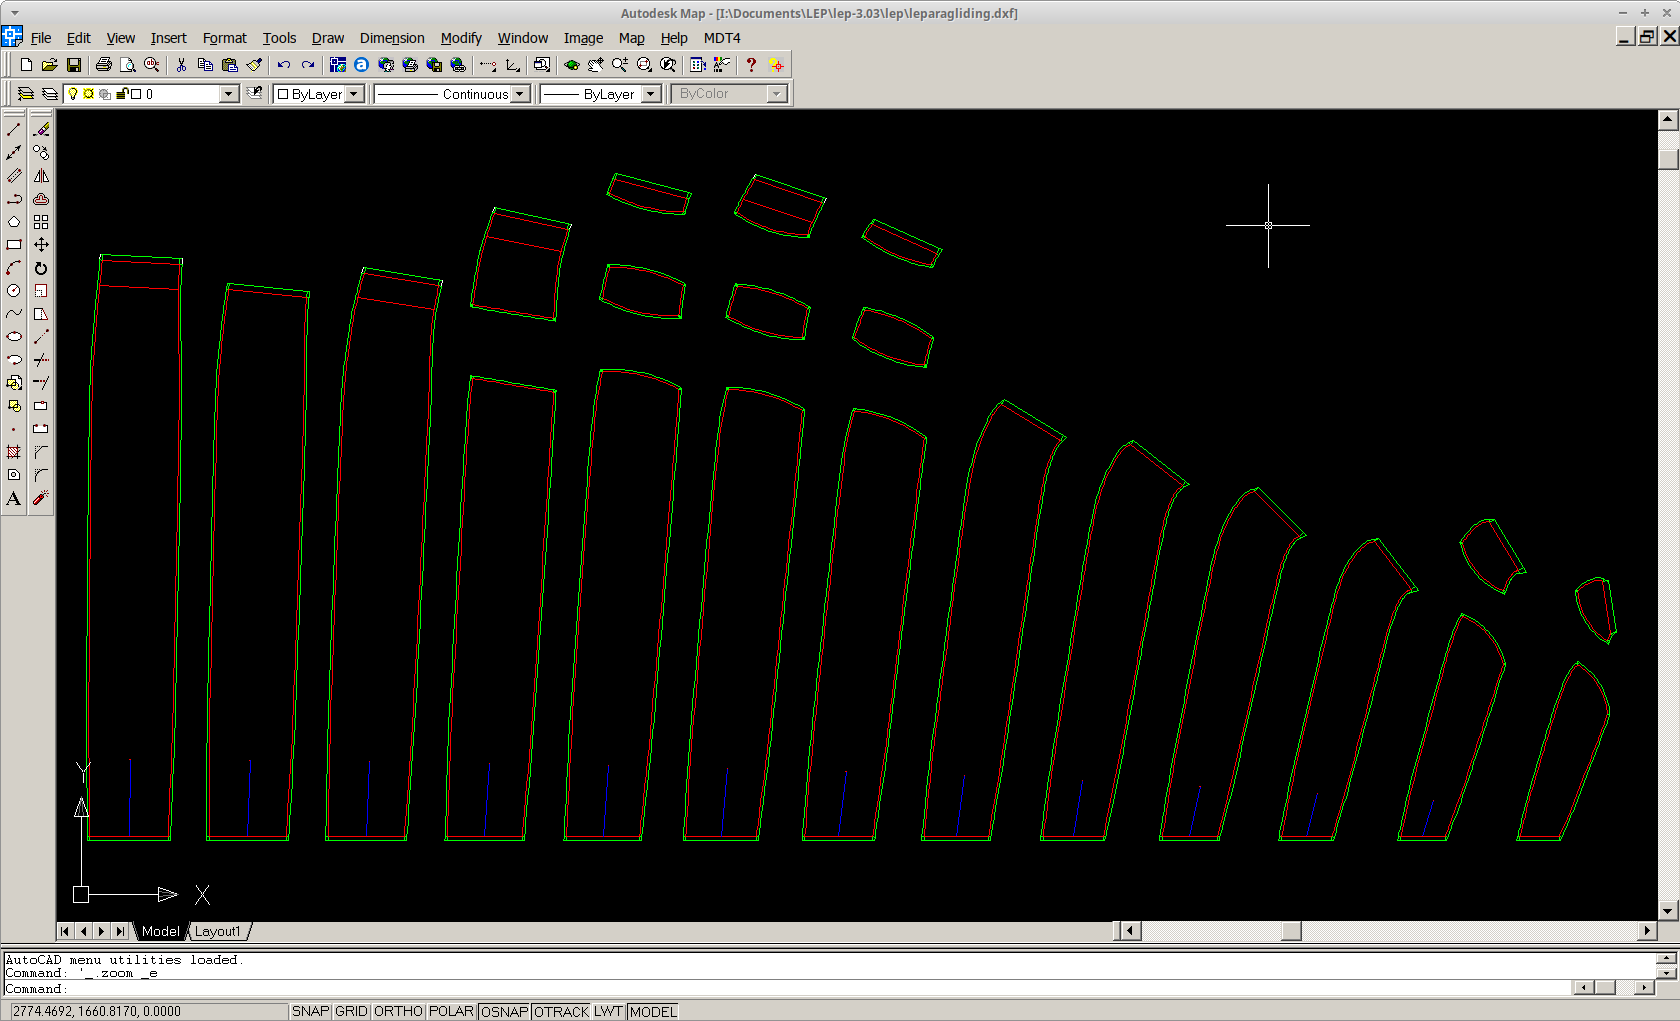 Autodesk Map - [I:\Documents\LEP\lep-3.03\lep\leparagliding.dxf]
File Edit View Insert Format Tools Draw Dimension Modify Window Image Map Help MDT4
0 ByLayer Continuous ByLayer ByColor
A
Y
X
Model Layout1
AutoCAD menu utilities loaded.
Command: '_.zoom _e
Command:
2774.4692, 1660.8170, 0.0000 SNAP GRID ORTHO POLAR OSNAP OTRACK LWT MODEL